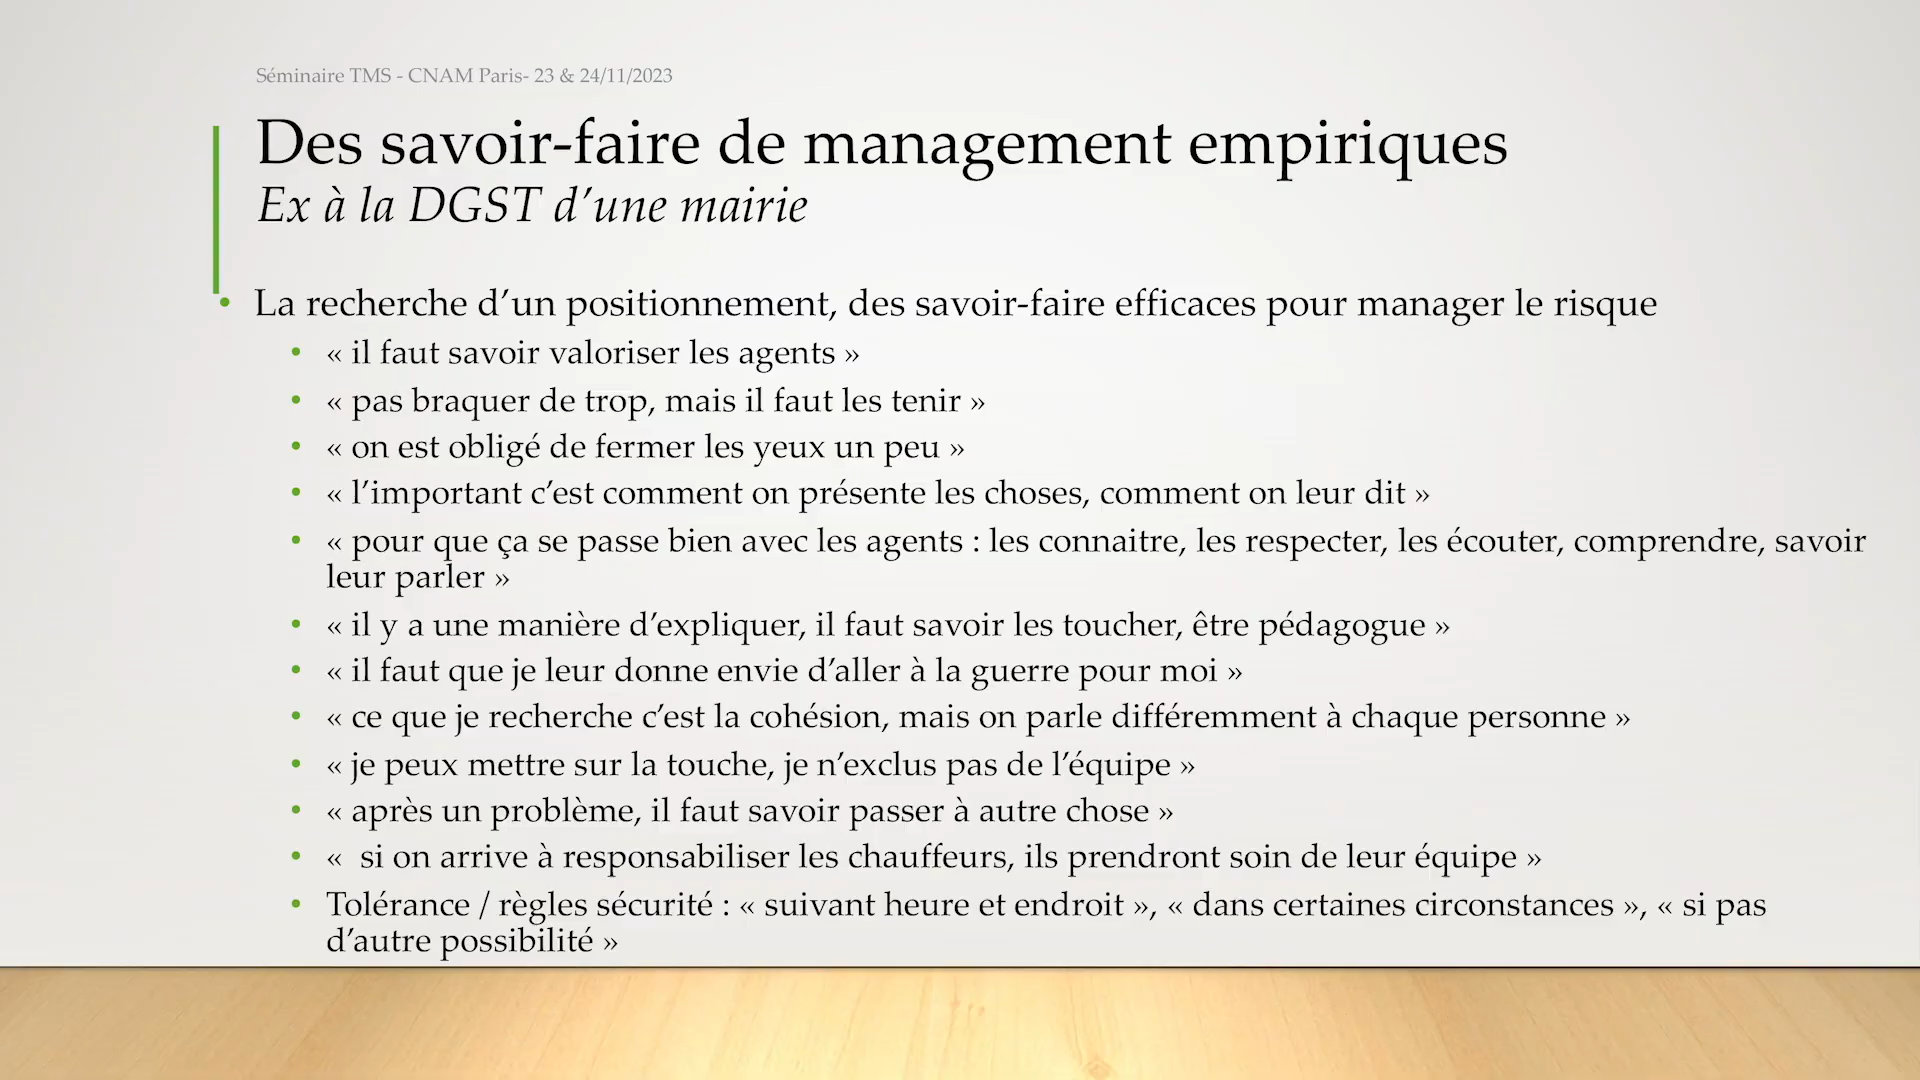 Séminaire TMS - CNAM Paris- 23 & 24/11/2023
Des savoir-faire de management empiriques
Ex à la DGST d’une mairie
• La recherche d’un positionnement, des savoir-faire efficaces pour manager le risque
• « il faut savoir valoriser les agents »
• « pas braquer de trop, mais il faut les tenir »
• « on est obligé de fermer les yeux un peu »
• « l’important c’est comment on présente les choses, comment on leur dit »
• « pour que ça se passe bien avec les agents : les connaitre, les respecter, les écouter, comprendre, savoir
leur parler »
• « il y a une manière d’expliquer, il faut savoir les toucher, être pédagogue »
• « il faut que je leur donne envie d’aller à la guerre pour moi »
• « ce que je recherche c’est la cohésion, mais on parle différemment à chaque personne »
• « je peux mettre sur la touche, je n’exclus pas de l’équipe »
• « après un problème, il faut savoir passer à autre chose »
• «  si on arrive à responsabiliser les chauffeurs, ils prendront soin de leur équipe »
• Tolérance / règles sécurité : « suivant heure et endroit », « dans certaines circonstances », « si pas
d’autre possibilité »